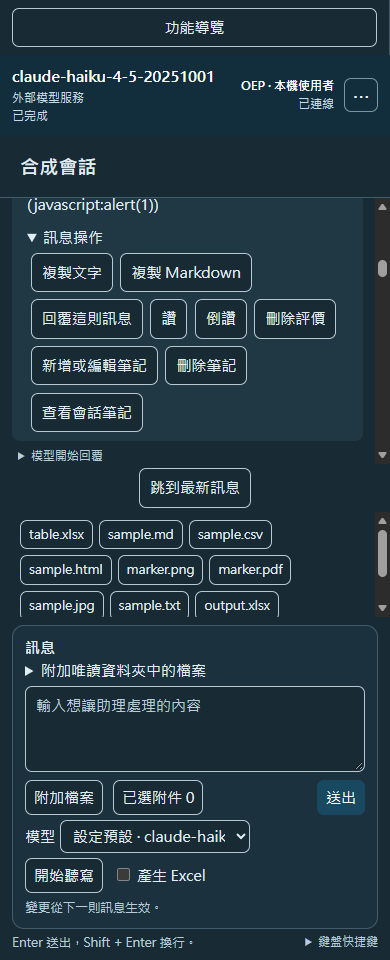 功能導覽
claude-haiku-4-5-20251001
外部模型服務
已完成
OEP · 本機使用者
已連線
...
合成會話
(javascript:alert(1))
▼ 訊息操作
複製文字 複製 Markdown
回覆這則訊息 讚 倒讚 刪除評價
新增或編輯筆記 刪除筆記
查看會話筆記
▶ 模型開始回覆
跳到最新訊息
table.xlsx sample.md sample.csv
sample.html marker.png marker.pdf
sample.jpg sample.txt output.xlsx
訊息
▶ 附加唯讀資料夾中的檔案
輸入想讓助理處理的內容
附加檔案 已選附件 0 送出
模型 設定預設 · claude-haik
開始聽寫 產生 Excel
變更從下一則訊息生效。
Enter 送出，Shift + Enter 換行。 ▶ 鍵盤快捷鍵